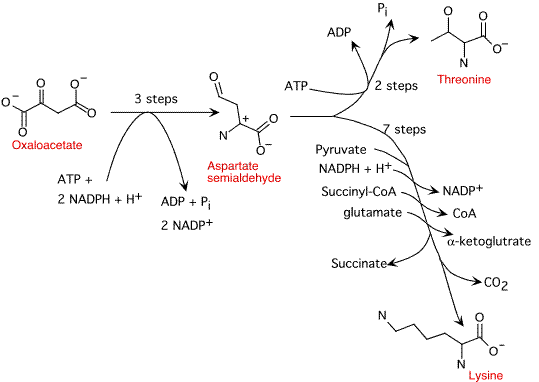 Pi
ADP
O
O
O⁻
N
Threonine
ATP
2 steps
O
O⁻
O⁻
O
O
Oxaloacetate
3 steps
O
+
N
O
O⁻
Aspartate
semialdehyde
7 steps
ATP +
2 NADPH + H⁺
ADP + Pi
2 NADP⁺
Pyruvate
NADPH + H⁺
NADP⁺
Succinyl-CoA
CoA
glutamate
α-ketoglutrate
Succinate
CO2
N
O
O⁻
N
Lysine